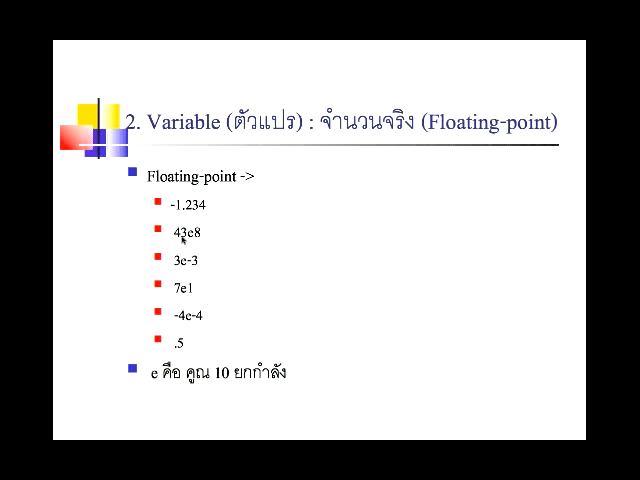 2. Variable (ตัวแปร) : จำนวนจริง (Floating-point)
Floating-point ->
-1.234
43e8
3e-3
7e1
-4e-4
.5
e คือ คูณ 10 ยกกำลัง